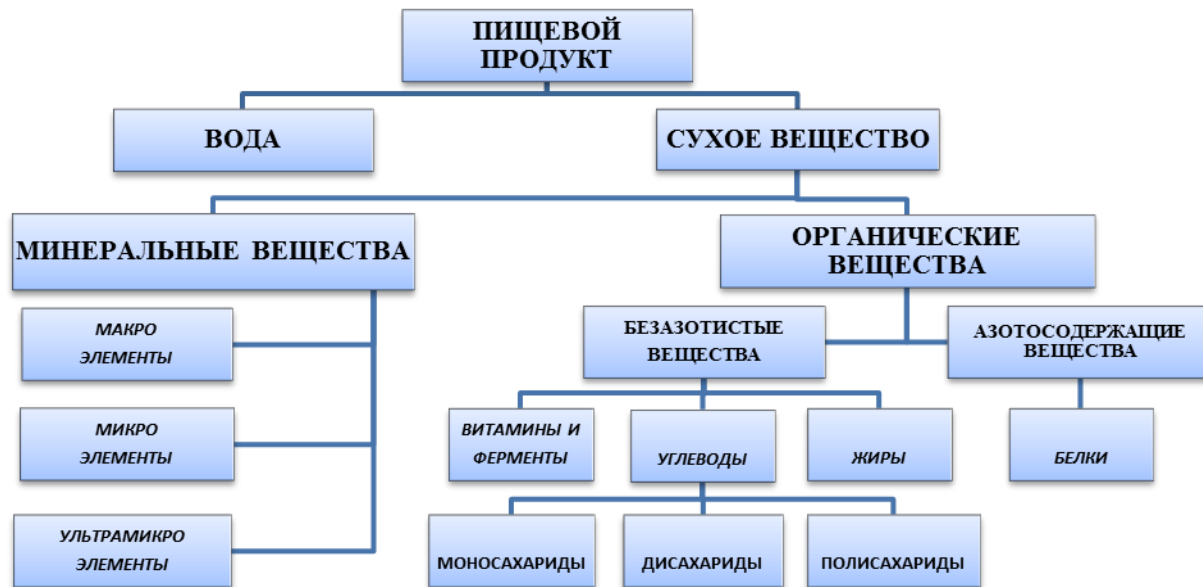 ПИЩЕВОЙ
ПРОДУКТ
ВОДА
СУХОЕ ВЕЩЕСТВО
МИНЕРАЛЬНЫЕ ВЕЩЕСТВА
ОРГАНИЧЕСКИЕ
ВЕЩЕСТВА
МАКРО
ЭЛЕМЕНТЫ
МИКРО
ЭЛЕМЕНТЫ
УЛЬТРАМИКРО
ЭЛЕМЕНТЫ
БЕЗАЗОТИСТЫЕ
ВЕЩЕСТВА
АЗОТОСОДЕРЖАЩИЕ
ВЕЩЕСТВА
ВИТАМИНЫ И
ФЕРМЕНТЫ
УГЛЕВОДЫ
ЖИРЫ
БЕЛКИ
МОНОСАХАРИДЫ
ДИСАХАРИДЫ
ПОЛИСАХАРИДЫ